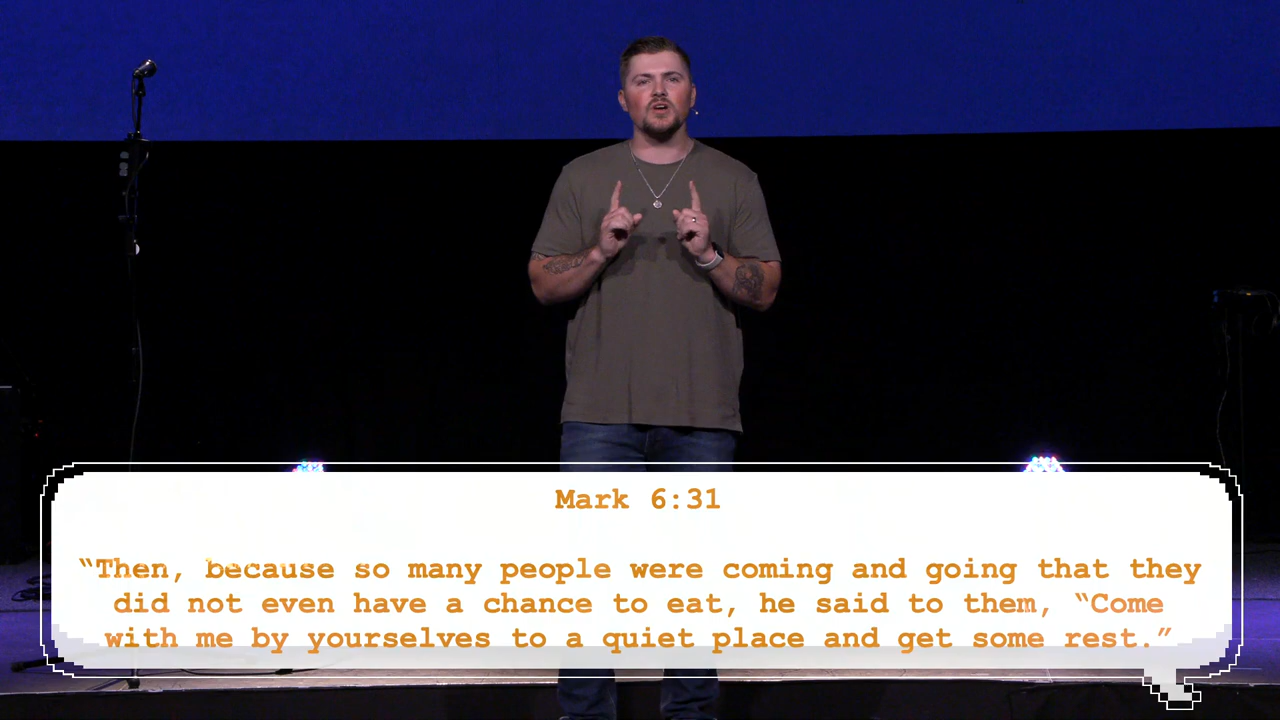 Mark 6:31
“Then, because so many people were coming and going that they
did not even have a chance to eat, he said to them, “Come
with me by yourselves to a quiet place and get some rest.”